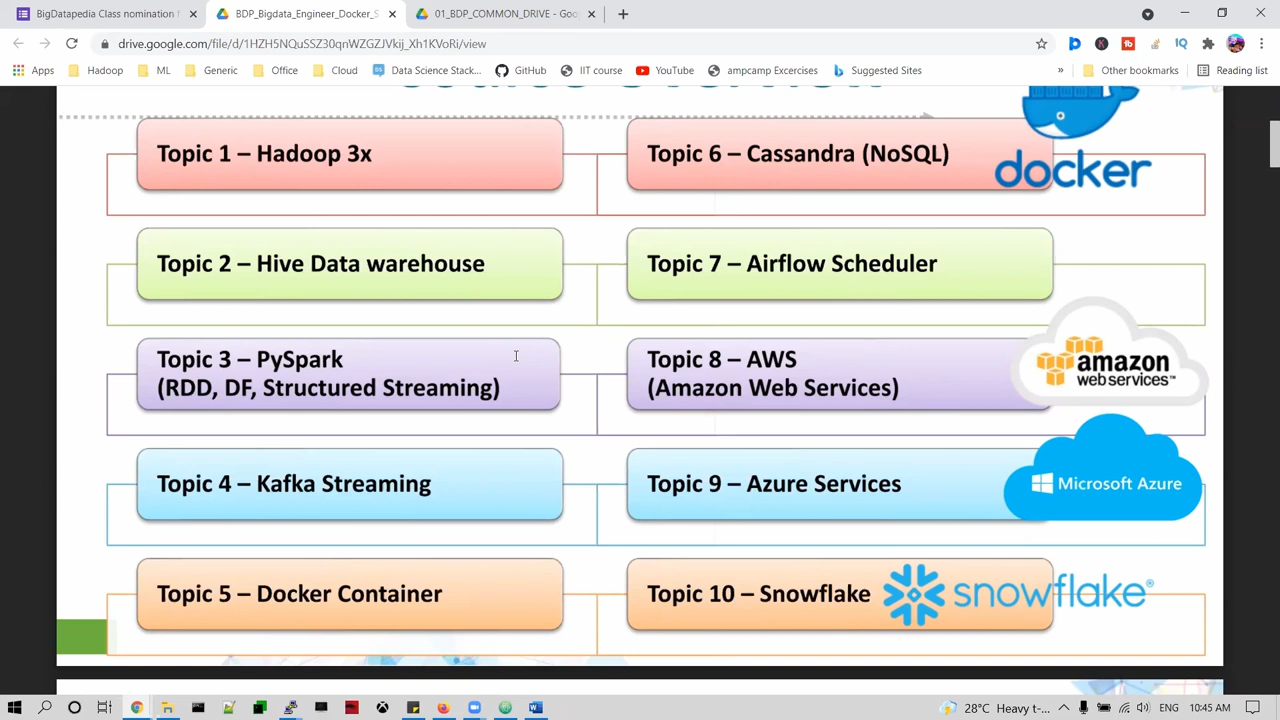 BigDatapedia Class nomination f
BDP_Bigdata_Engineer_Docker_S
01_BDP_COMMON_DRIVE - Goo
drive.google.com/file/d/1HZH5NQuSSZ30qnWZGZJVkij_Xh1KVoRi/view
Apps
Hadoop
ML
Generic
Office
Cloud
Data Science Stack...
GitHub
IIT course
YouTube
ampcamp Excercises
Suggested Sites
»
Other bookmarks
Reading list
Topic 1 – Hadoop 3x
Topic 6 – Cassandra (NoSQL)
docker
Topic 2 – Hive Data warehouse
Topic 7 – Airflow Scheduler
Topic 3 – PySpark
(RDD, DF, Structured Streaming)
Topic 8 – AWS
(Amazon Web Services)
amazon
web services™
Topic 4 – Kafka Streaming
Topic 9 – Azure Services
Microsoft Azure
Topic 5 – Docker Container
Topic 10 – Snowflake
snowflake®
28°C Heavy t...
ENG
10:45 AM